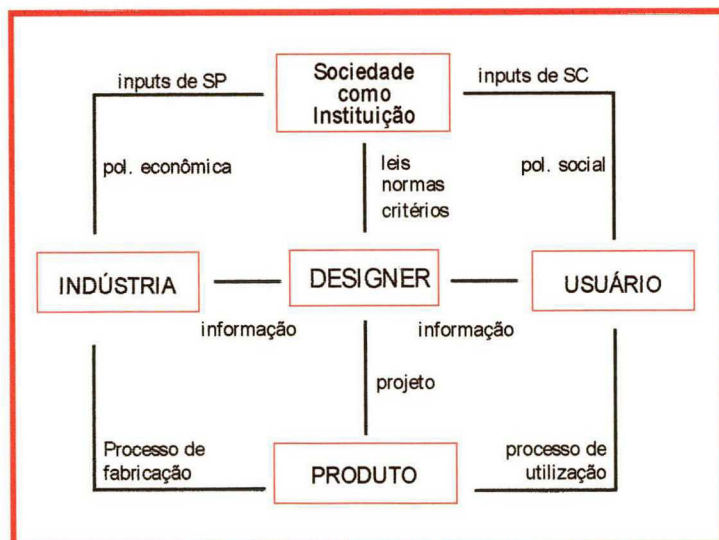 inputs de SP
Sociedade
como
Instituição
inputs de SC
pol. econômica
leis
normas
critérios
pol. social
INDÚSTRIA
DESIGNER
USUÁRIO
informação
informação
projeto
Processo de
fabricação
PRODUTO
processo de
utilização